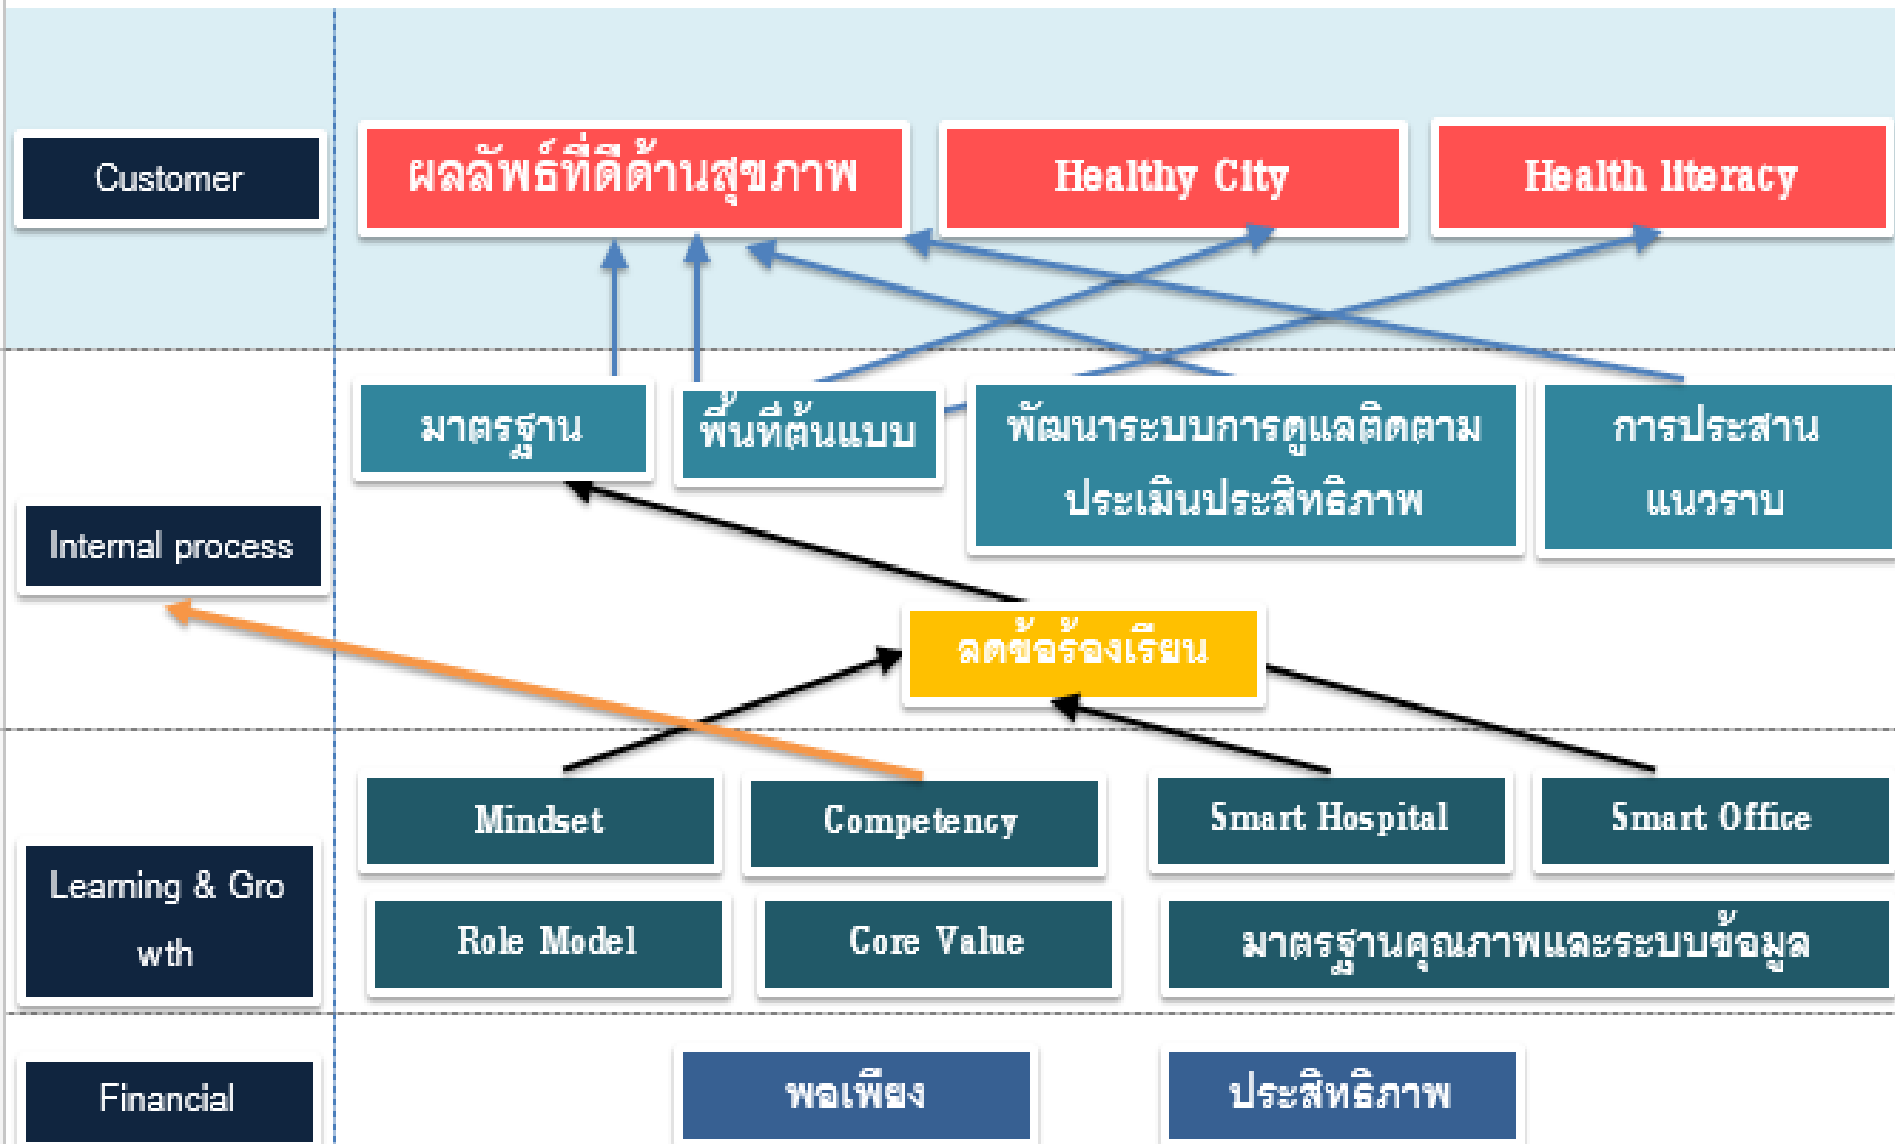 Customer
ผลลัพธ์ที่ดีด้านสุขภาพ
Healthy City
Health literacy
มาตรฐาน
พื้นที่ต้นแบบ
พัฒนาระบบการดูแลติดตาม
ประเมินประสิทธิภาพ
การประสาน
แนวราบ
Internal process
ลดข้อร้องเรียน
Mindset
Competency
Smart Hospital
Smart Office
Learning & Gro
wth
Role Model
Core Value
มาตรฐานคุณภาพและระบบข้อมูล
Financial
พอเพียง
ประสิทธิภาพ